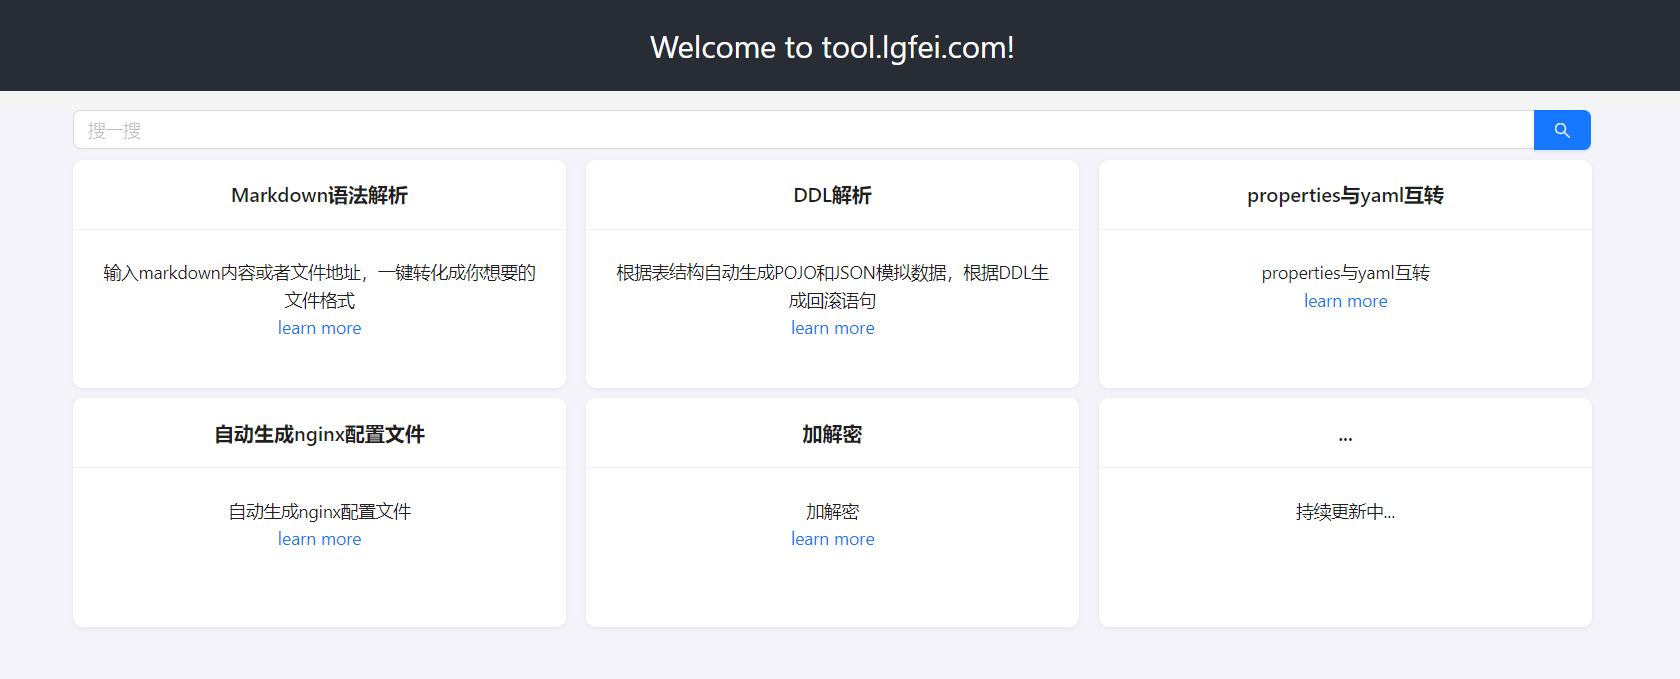 Welcome to tool.lgfei.com!
搜一搜
Markdown语法解析
输入markdown内容或者文件地址，一键转化成你想要的
文件格式
learn more
DDL解析
根据表结构自动生成POJO和JSON模拟数据，根据DDL生
成回滚语句
learn more
properties与yaml互转
properties与yaml互转
learn more
自动生成nginx配置文件
自动生成nginx配置文件
learn more
加解密
加解密
learn more
...
持续更新中...